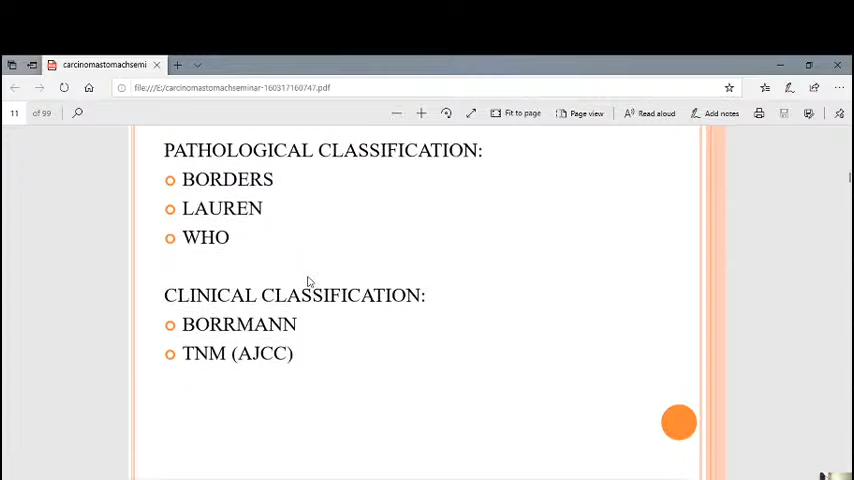 carcinomastomachsemi
file:///E:/carcinomastomachseminar-160317160747.pdf
11 of 99
Fit to page
Page view
Read aloud
Add notes
PATHOLOGICAL CLASSIFICATION:
BORDERS
LAUREN
WHO
CLINICAL CLASSIFICATION:
BORRMANN
TNM (AJCC)